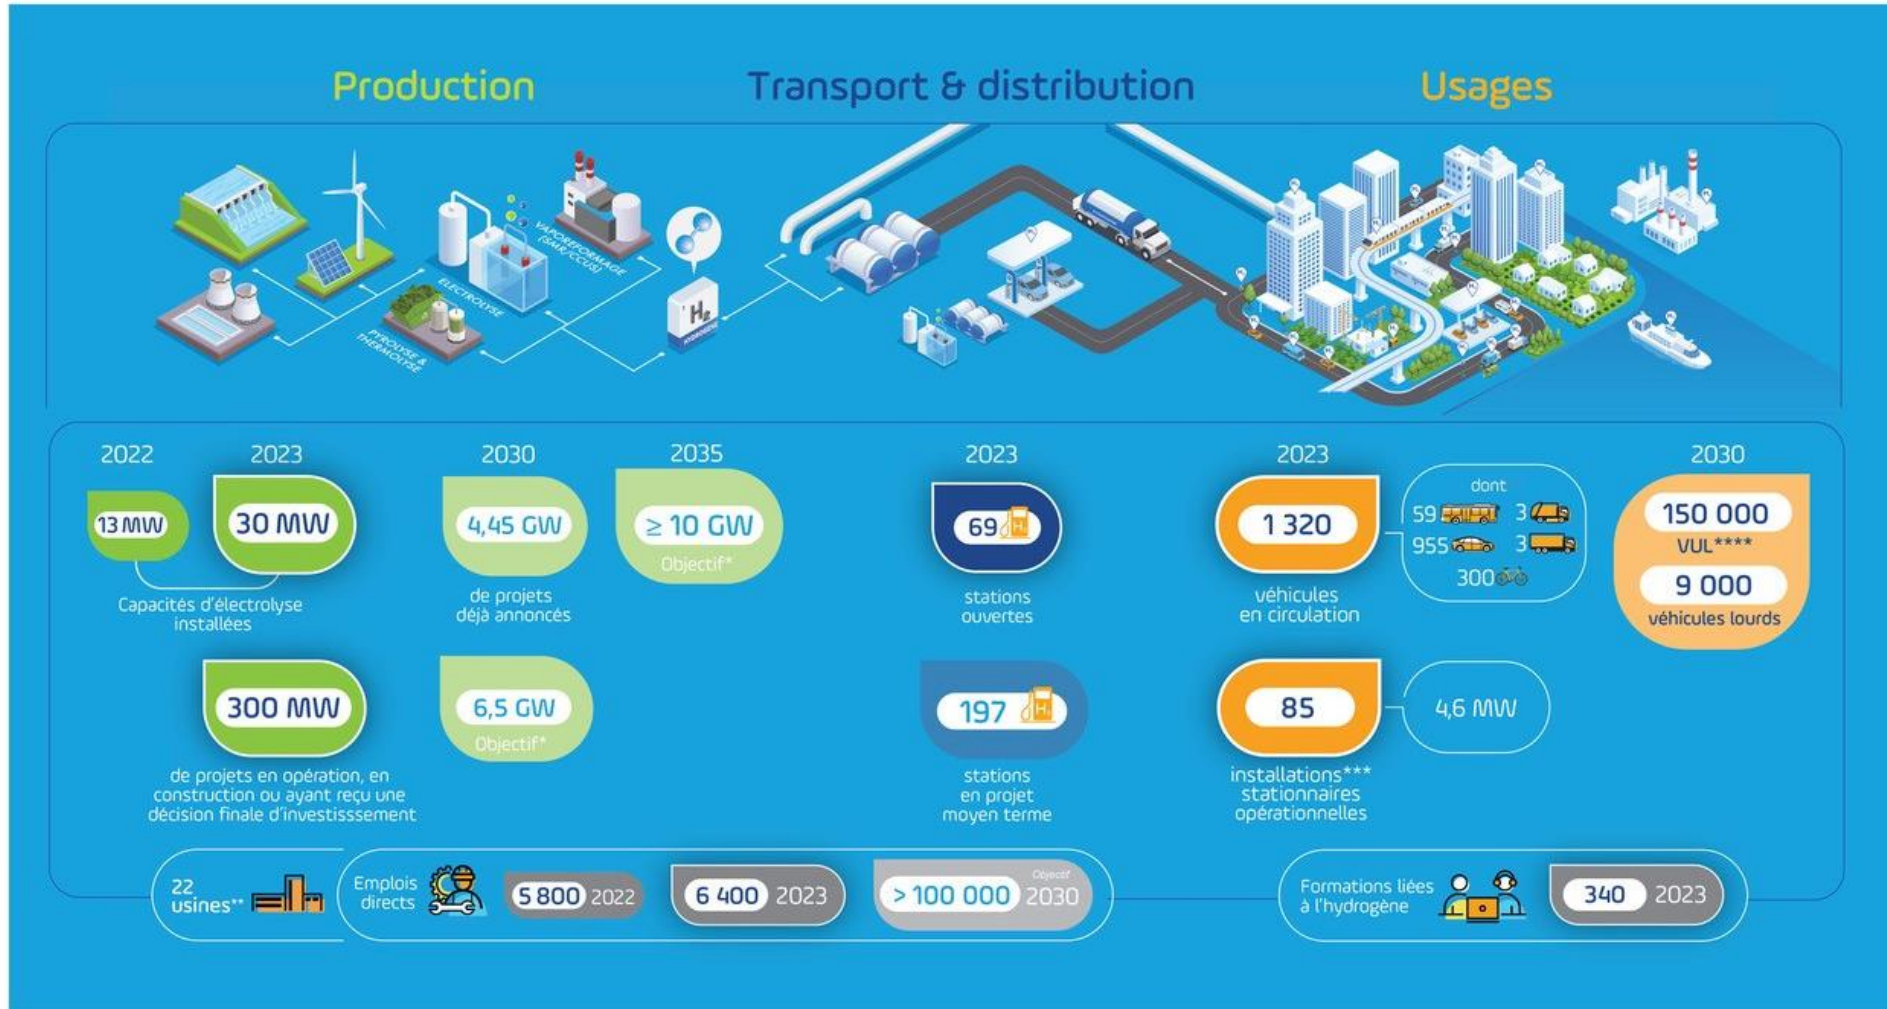 Production
Transport & distribution
Usages
VAPOREFORMAGE
(SMR/CCUS)
ELECTROLYSE
PYROLYSE &
THERMOLYSE
H₂
HYDROGENE
2022
2023
2030
2035
2023
2023
2030
13 MW
30 MW
Capacités d'électrolyse
installées
4,45 GW
de projets
déjà annoncés
≥ 10 GW
Objectif*
69
stations
ouvertes
1 320
véhicules
en circulation
dont
59
3
955
3
300
150 000
VUL****
9 000
véhicules lourds
300 MW
de projets en opération, en
construction ou ayant reçu une
décision finale d'investisssement
6,5 GW
Objectif*
197
stations
en projet
moyen terme
85
installations***
stationnaires
opérationnelles
4,6 MW
22
usines**
Emplois
directs
5 800 2022
6 400 2023
Objectif
> 100 000 2030
Formations liées
à l'hydrogène
340 2023